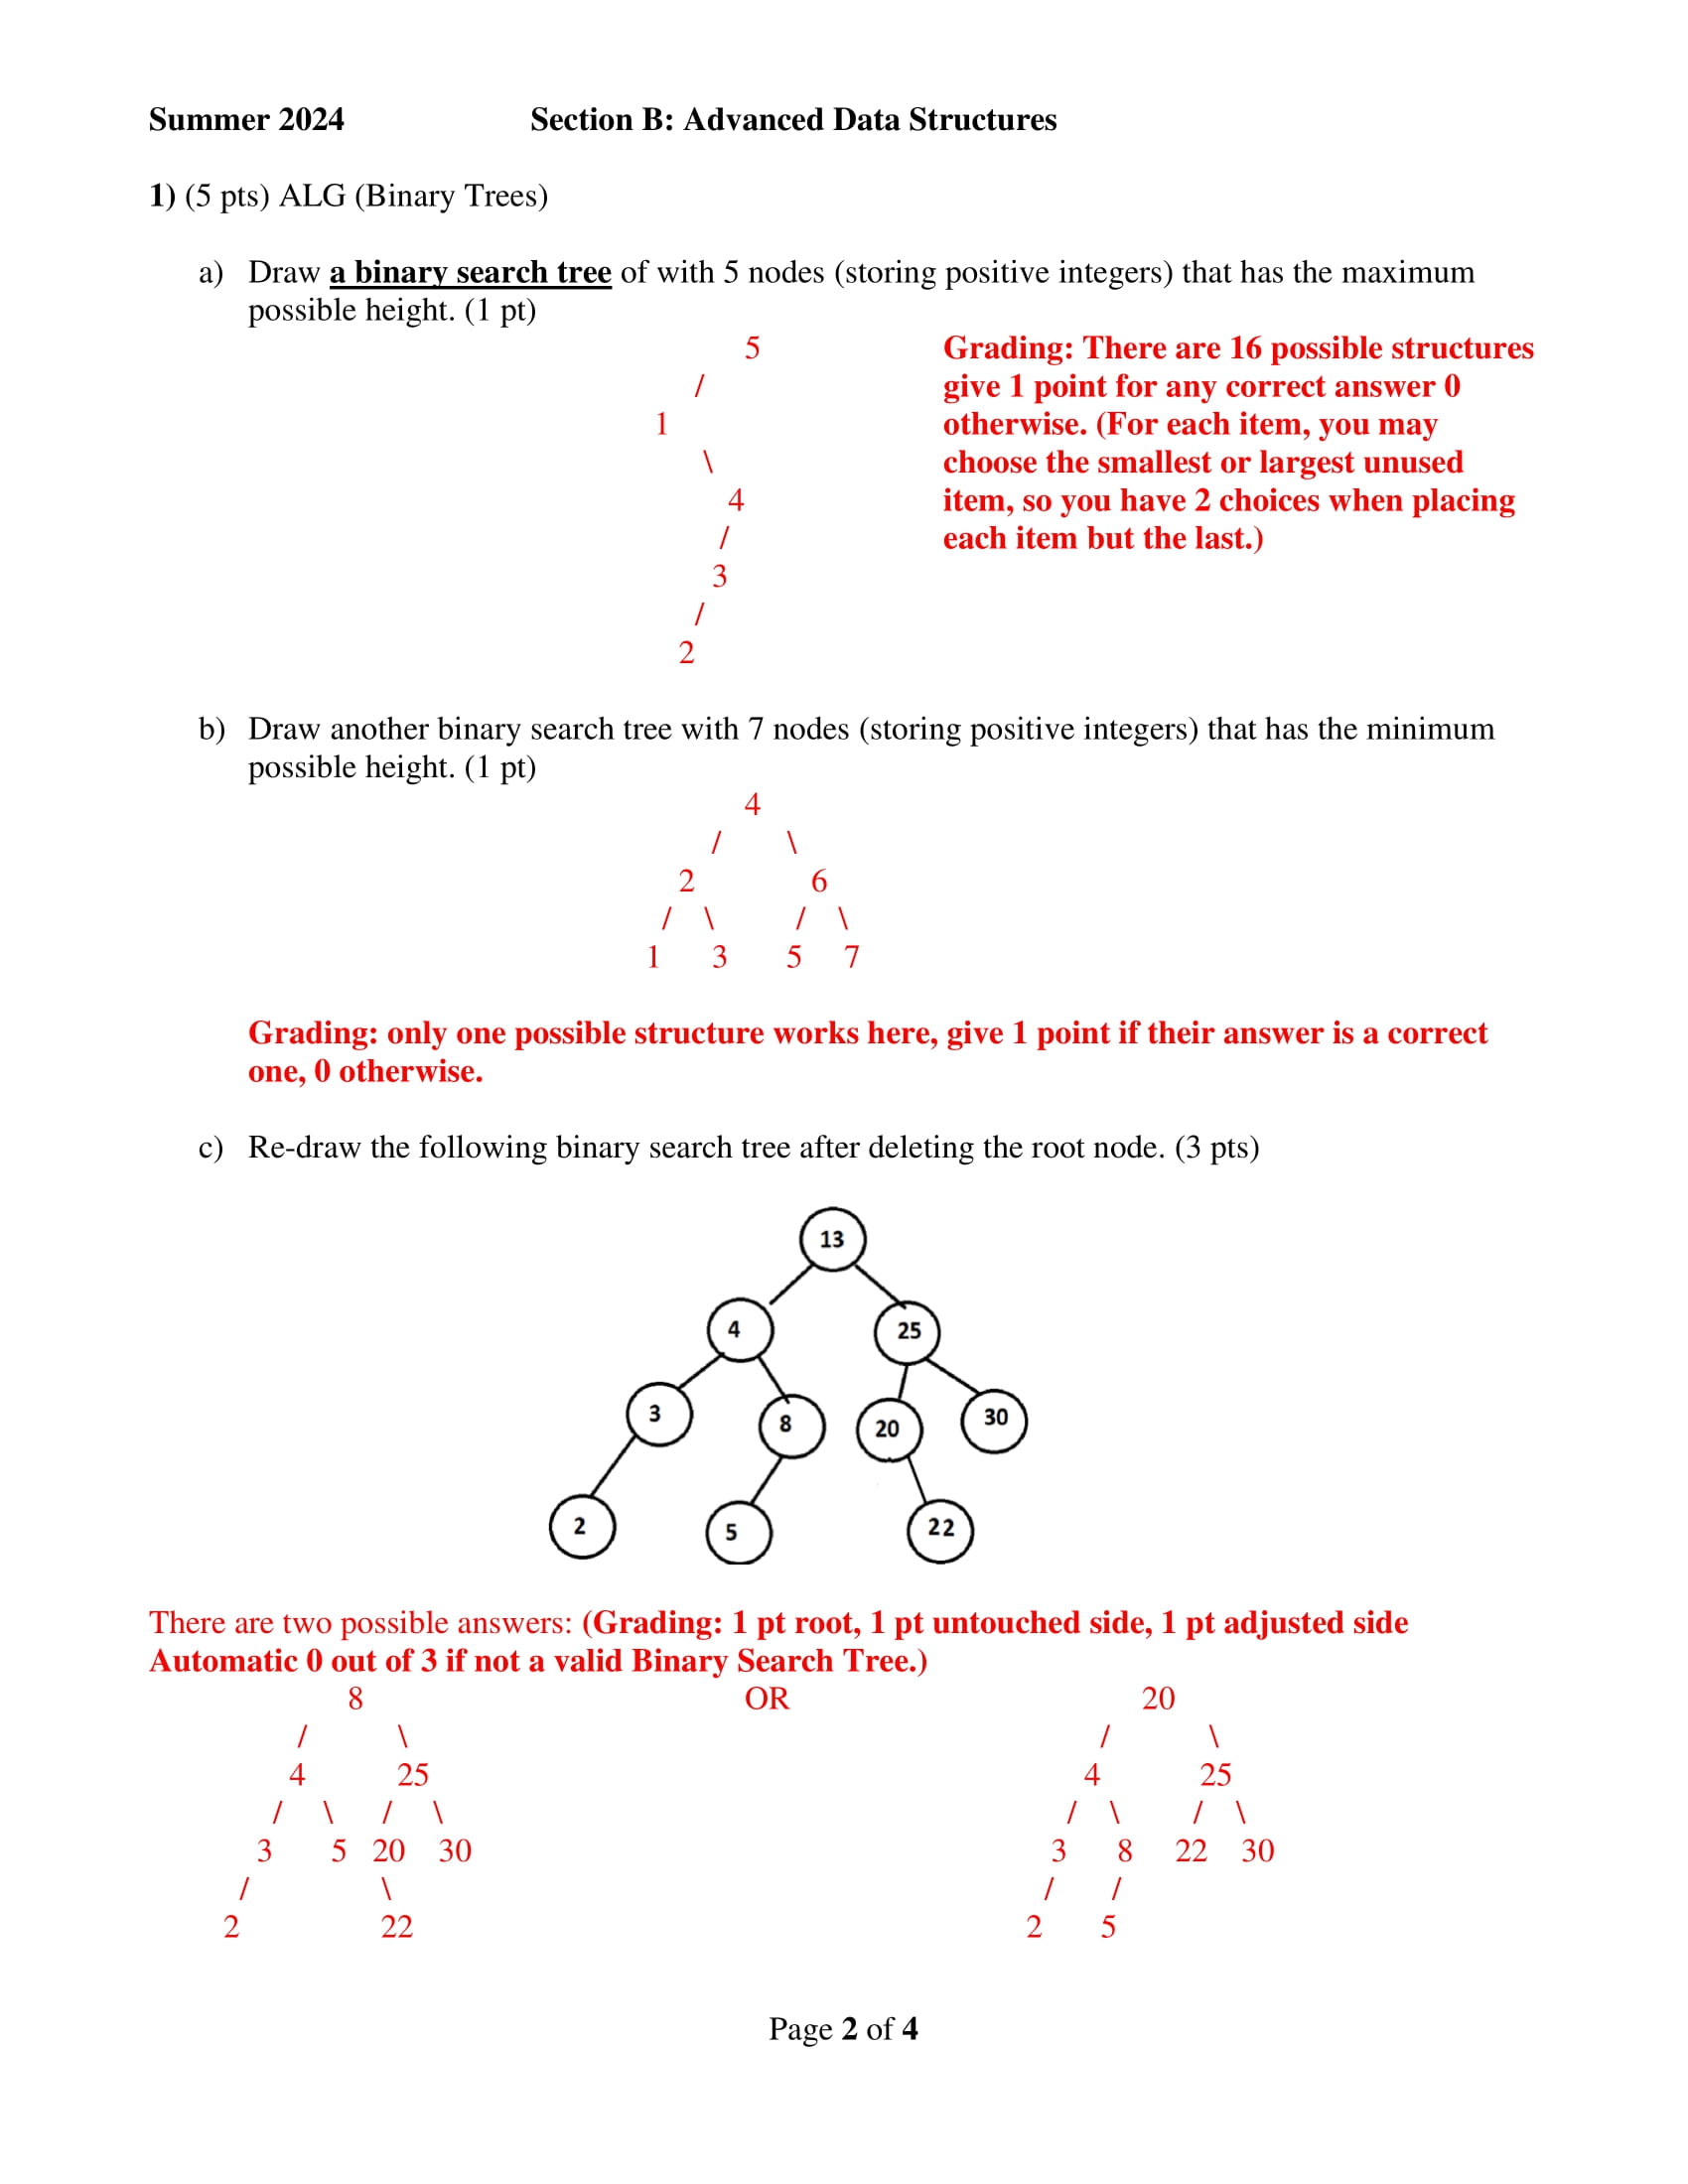 Summer 2024 Section B: Advanced Data Structures
1) (5 pts) ALG (Binary Trees)
a) Draw a binary search tree of with 5 nodes (storing positive integers) that has the maximum
possible height. (1 pt)
5 Grading: There are 16 possible structures
/ give 1 point for any correct answer 0
1 otherwise. (For each item, you may
\ choose the smallest or largest unused
4 item, so you have 2 choices when placing
/ each item but the last.)
3
/
2
b) Draw another binary search tree with 7 nodes (storing positive integers) that has the minimum
possible height. (1 pt)
4
/ \
2 6
/ \ / \
1 3 5 7
Grading: only one possible structure works here, give 1 point if their answer is a correct
one, 0 otherwise.
c) Re-draw the following binary search tree after deleting the root node. (3 pts)
13
4 25
3 8 20 30
2 5 22
There are two possible answers: (Grading: 1 pt root, 1 pt untouched side, 1 pt adjusted side
Automatic 0 out of 3 if not a valid Binary Search Tree.)
8 OR 20
/ \ / \
4 25 4 25
/ \ / \ / \ / \
3 5 20 30 3 8 22 30
/ \ / /
2 22 2 5
Page 2 of 4